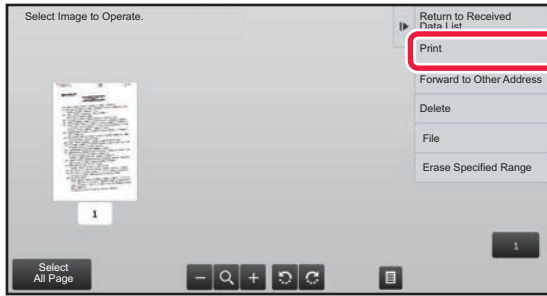 Select Image to Operate.
Return to Received
Data List
Print
Forward to Other Address
Delete
File
Erase Specified Range
1
1
Select
All Page